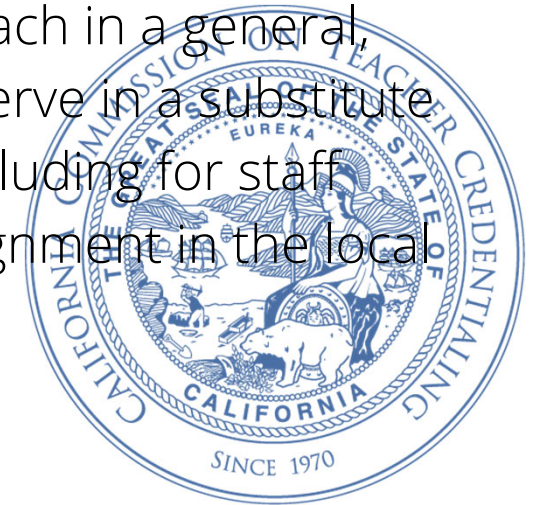 ach in a general,
erve in a substitute
luding for staff
gnment in the local
CALIFORNIA COMMISSION ON TEACHER CREDENTIALING
THE GREAT SEAL OF THE STATE OF
EUREKA
CALIFORNIA
SINCE 1970